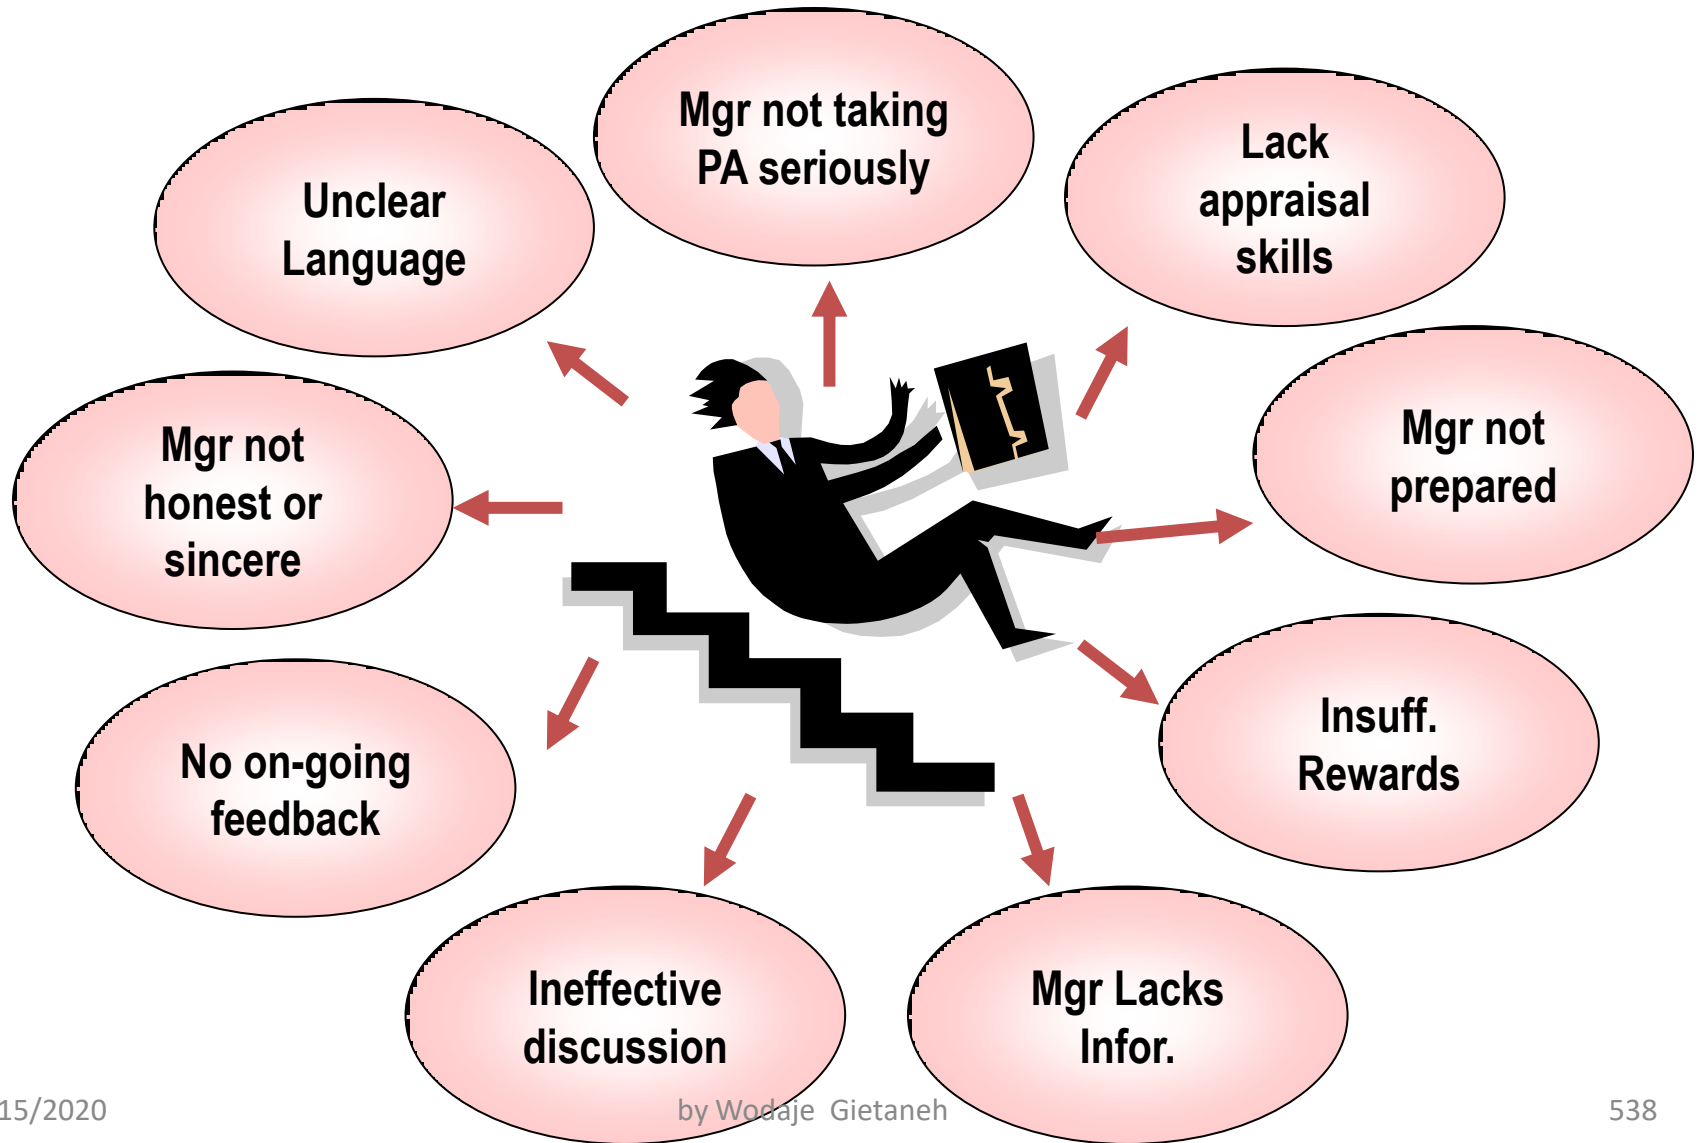 Mgr not taking
PA seriously
Lack
appraisal
skills
Unclear
Language
Mgr not
prepared
Mgr not
honest or
sincere
Insuff.
Rewards
No on-going
feedback
Ineffective
discussion
Mgr Lacks
Infor.
15/2020
by Wodaje Gietaneh
538